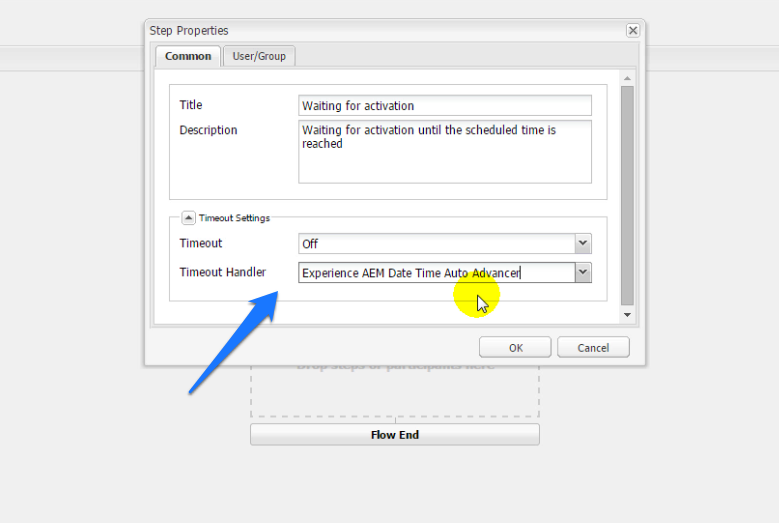 Step Properties
Common
User/Group
Title
Waiting for activation
Description
Waiting for activation until the scheduled time is
reached
Timeout Settings
Timeout
Off
Timeout Handler
Experience AEM Date Time Auto Advancer
OK
Cancel
Drop steps or participants here
Flow End